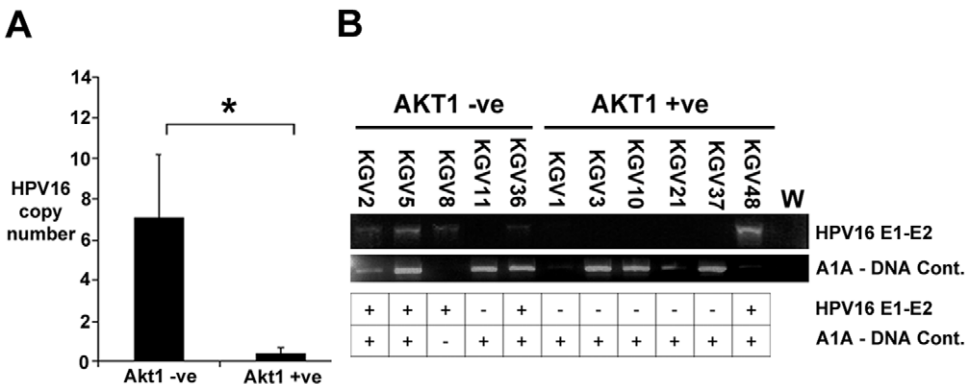 A
14
12
10
8
6
4
2
0
HPV16
copy
number
*
Akt1 -ve
Akt1 +ve
B
AKT1 -ve
AKT1 +ve
KGV2
KGV5
KGV8
KGV11
KGV36
KGV1
KGV3
KGV10
KGV21
KGV37
KGV48
W
HPV16 E1-E2
A1A - DNA Cont.
+ + + - + - - - - - + HPV16 E1-E2
+ + - + + + + + + + + A1A - DNA Cont.